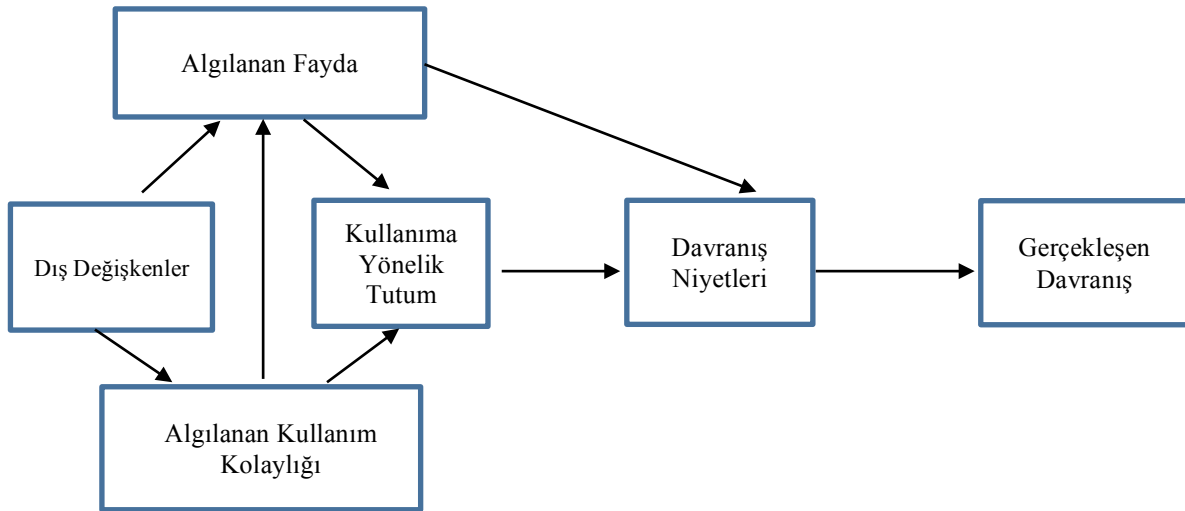 Algılanan Fayda
Dış Değişkenler
Kullanıma
Yönelik
Tutum
Davranış
Niyetleri
Gerçekleşen
Davranış
Algılanan Kullanım
Kolaylığı